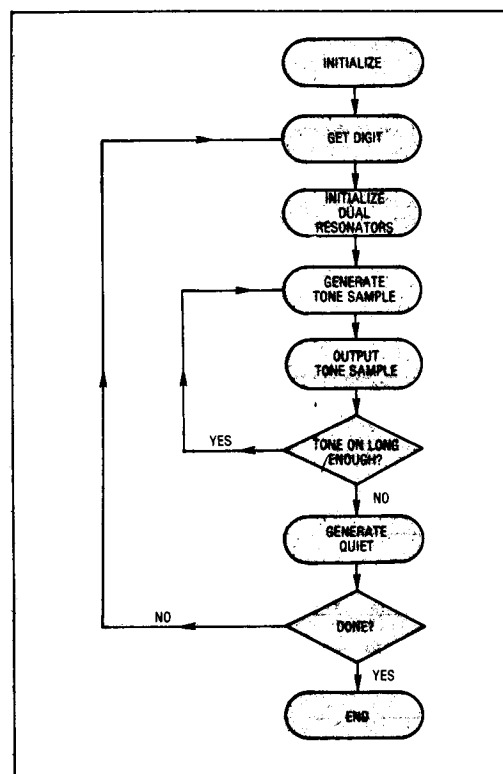 INITIALIZE
GET DIGIT
INITIALIZE
DUAL
RESONATORS
GENERATE
TONE SAMPLE
OUTPUT
TONE SAMPLE
YES
TONE ON LONG
ENOUGH?
NO
GENERATE
QUIET
NO
DONE?
YES
END